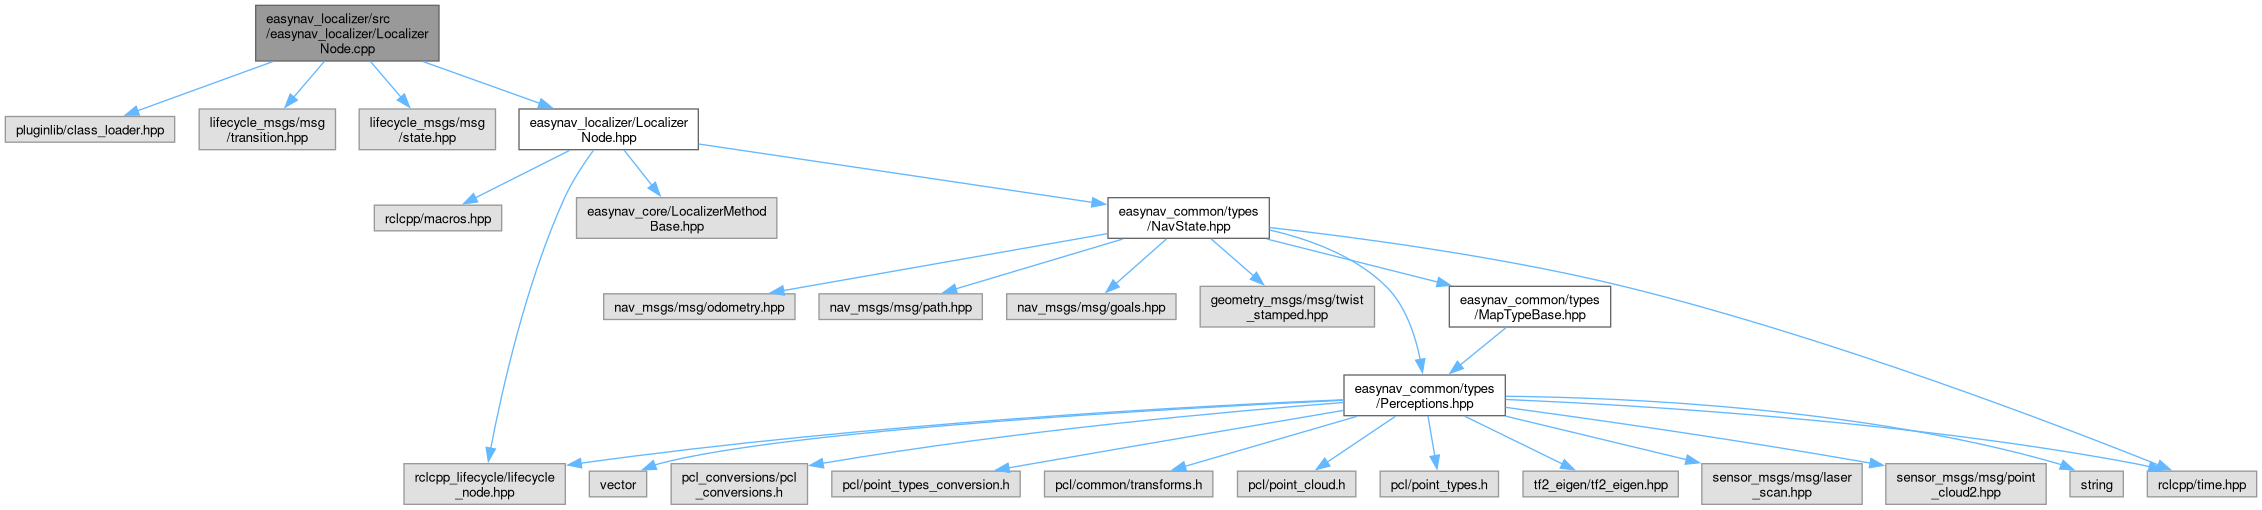 easynav_localizer/src
/easynav_localizer/Localizer
Node.cpp
pluginlib/class_loader.hpp
lifecycle_msgs/msg
/transition.hpp
lifecycle_msgs/msg
/state.hpp
easynav_localizer/Localizer
Node.hpp
rclcpp/macros.hpp
easynav_core/LocalizerMethod
Base.hpp
easynav_common/types
/NavState.hpp
nav_msgs/msg/odometry.hpp
nav_msgs/msg/path.hpp
nav_msgs/msg/goals.hpp
geometry_msgs/msg/twist
_stamped.hpp
easynav_common/types
/MapTypeBase.hpp
easynav_common/types
/Perceptions.hpp
rclcpp_lifecycle/lifecycle
_node.hpp
vector
pcl_conversions/pcl
_conversions.h
pcl/point_types_conversion.h
pcl/common/transforms.h
pcl/point_cloud.h
pcl/point_types.h
tf2_eigen/tf2_eigen.hpp
sensor_msgs/msg/laser
_scan.hpp
sensor_msgs/msg/point
_cloud2.hpp
string
rclcpp/time.hpp